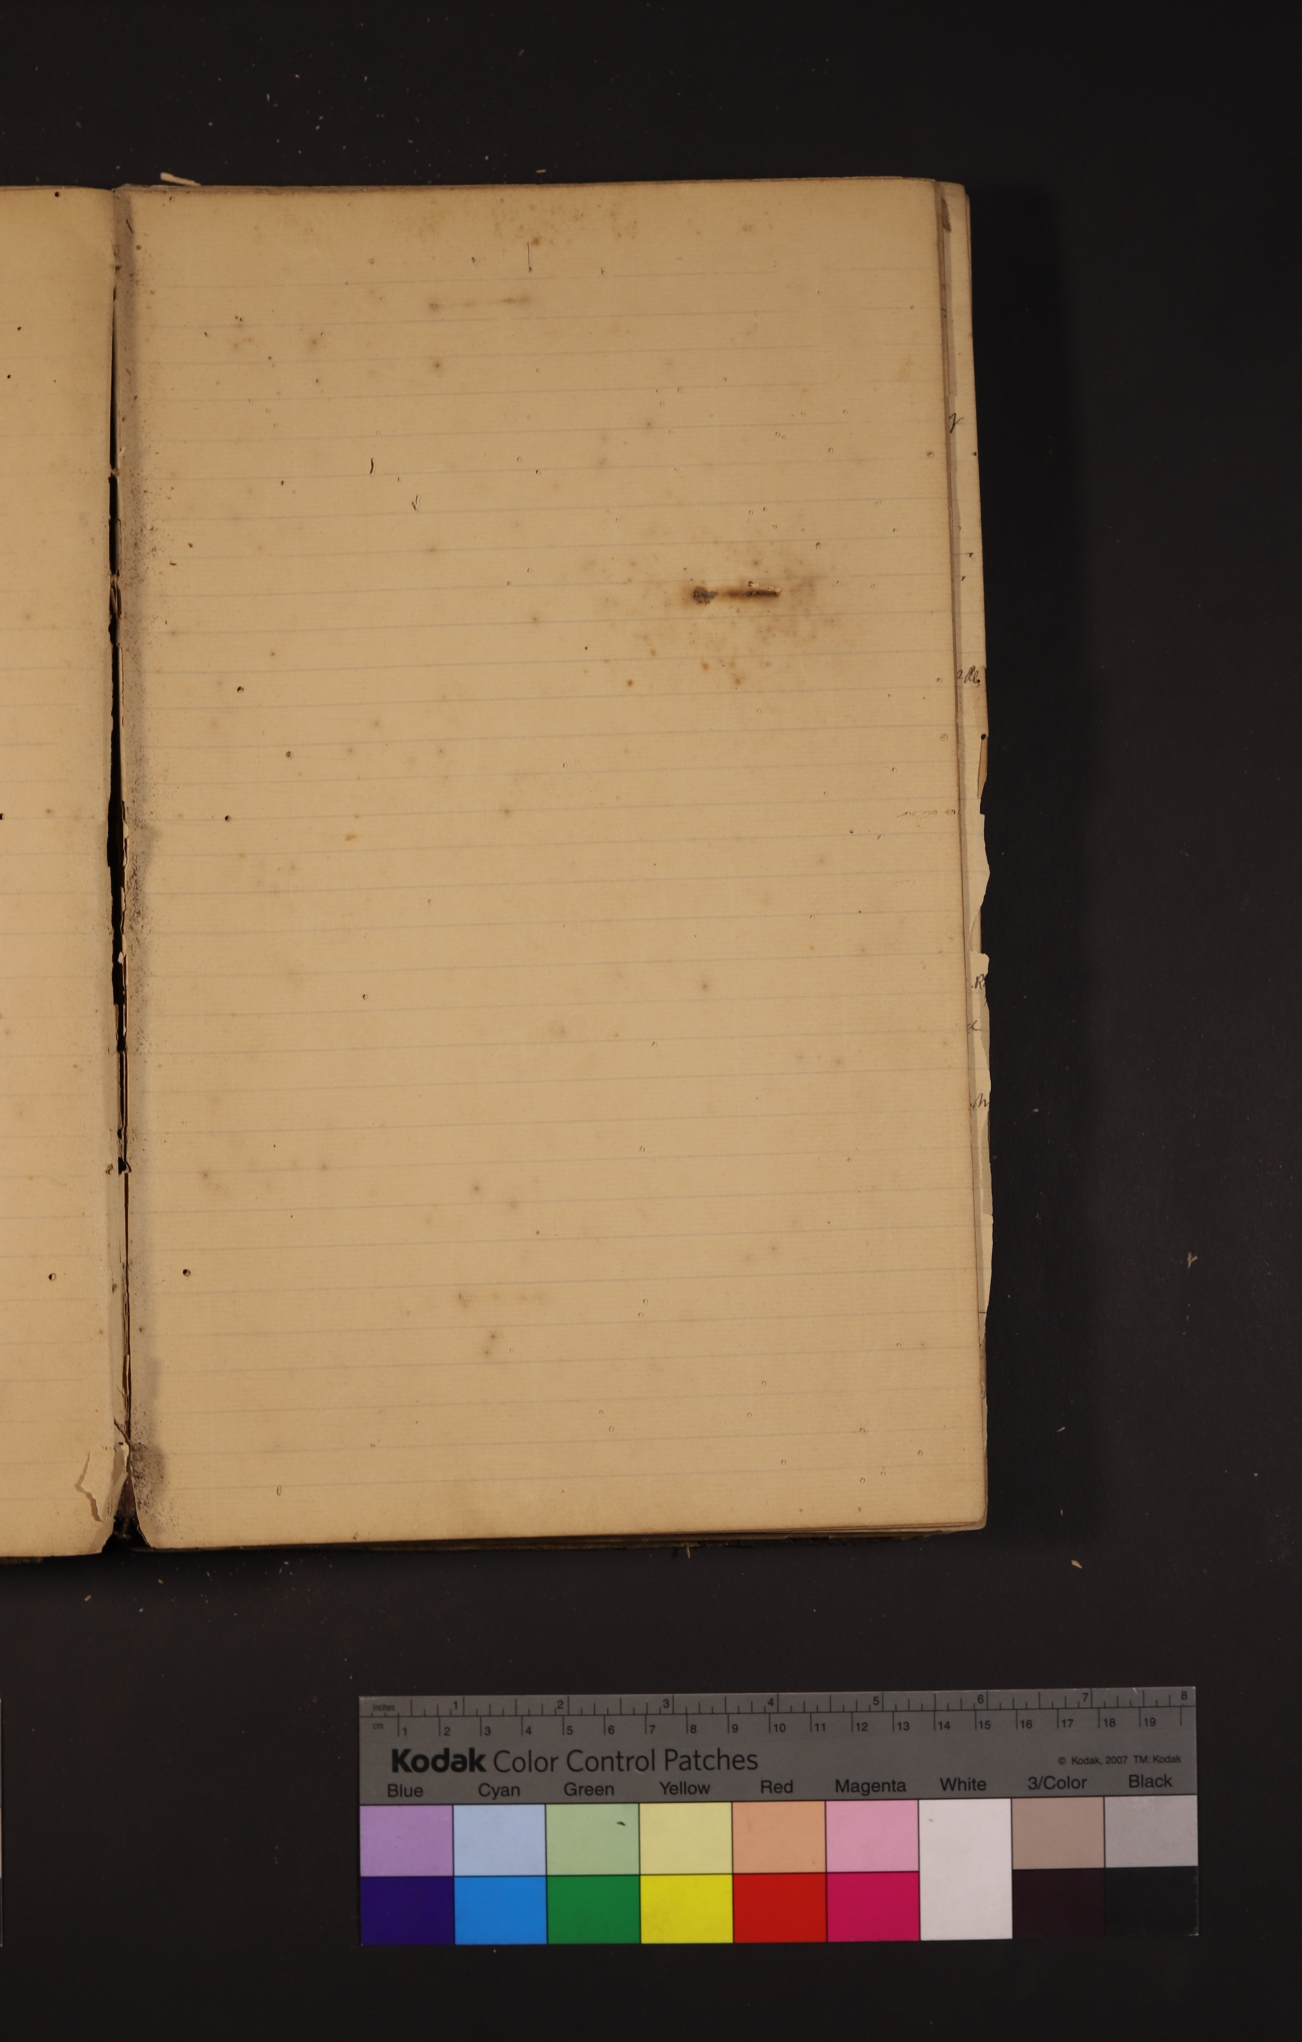 inches 1 2 3 4 5 6 7 8
cm 1 2 3 4 5 6 7 8 9 10 11 12 13 14 15 16 17 18 19
Kodak Color Control Patches
© Kodak, 2007 TM: Kodak
Blue Cyan Green Yellow Red Magenta White 3/Color Black